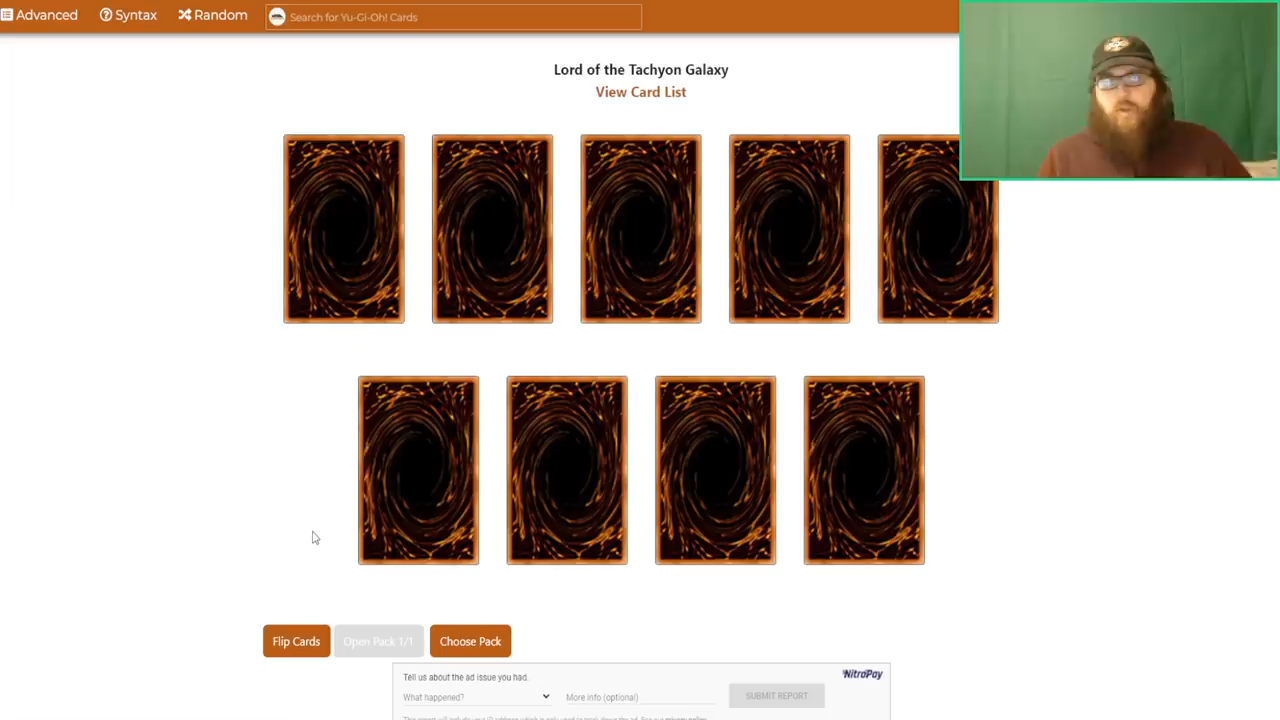 Advanced
Syntax
Random
Search for Yu-Gi-Oh! Cards
Lord of the Tachyon Galaxy
View Card List
Flip Cards
Open Pack 1/1
Choose Pack
Tell us about the ad issue you had.
NitroPay
What happened?
More info (optional)
SUBMIT REPORT